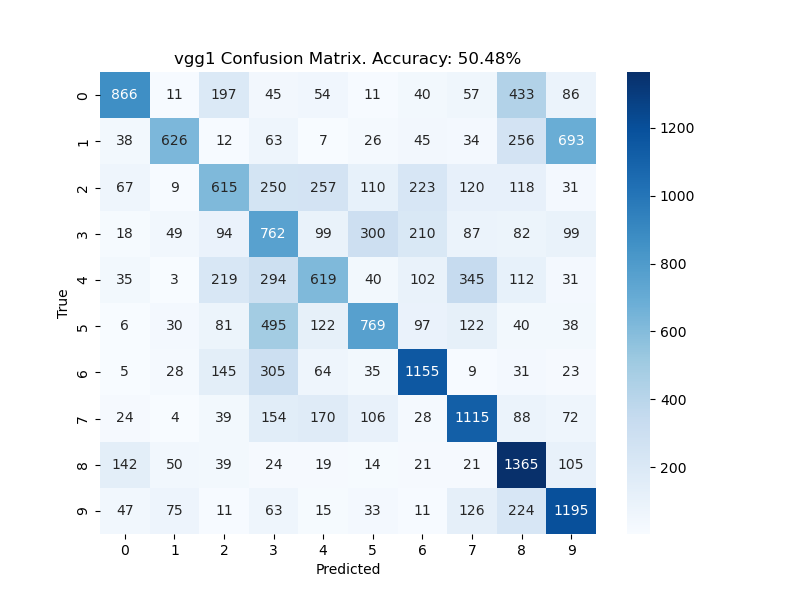 vgg1 Confusion Matrix. Accuracy: 50.48%
0 866 11 197 45 54 11 40 57 433 86
1 38 626 12 63 7 26 45 34 256 693
2 67 9 615 250 257 110 223 120 118 31
3 18 49 94 762 99 300 210 87 82 99
4 35 3 219 294 619 40 102 345 112 31
5 6 30 81 495 122 769 97 122 40 38
6 5 28 145 305 64 35 1155 9 31 23
7 24 4 39 154 170 106 28 1115 88 72
8 142 50 39 24 19 14 21 21 1365 105
9 47 75 11 63 15 33 11 126 224 1195
0 1 2 3 4 5 6 7 8 9
Predicted
True
1200
1000
800
600
400
200